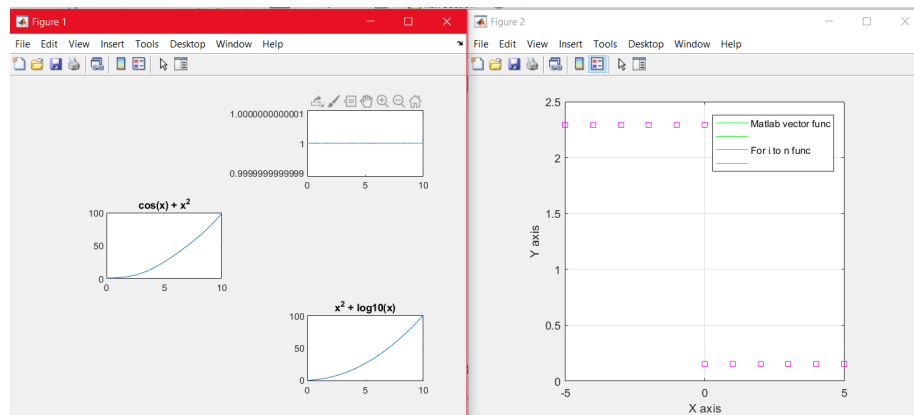 Figure 1
File Edit View Insert Tools Desktop Window Help
1.0000000000001
1
0.9999999999999
0 5 10
cos(x) + x²
100
50
0
0 5 10
x² + log10(x)
100
50
0
0 5 10
Figure 2
File Edit View Insert Tools Desktop Window Help
2.5
2
1.5
1
0.5
0
-5 0 5
Y axis
X axis
Matlab vector func
For i to n func